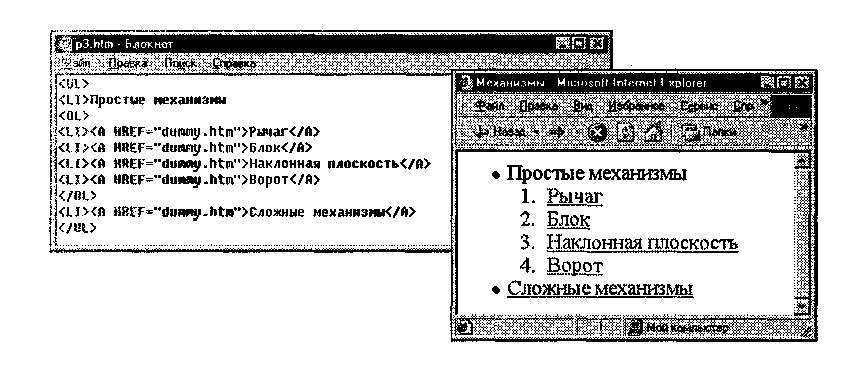 p3.htm - Блокнот
Файл Правка Поиск Справка
<UL>
<LI>Простые механизмы
<OL>
<LI><A HREF="dummy.htm">Рычаг</A>
<LI><A HREF="dummy.htm">Блок</A>
<LI><A HREF="dummy.htm">Наклонная плоскость</A>
<LI><A HREF="dummy.htm">Ворот</A>
</OL>
<LI><A HREF="dummy.htm">Сложные механизмы</A>
</UL>
Механизмы - Microsoft Internet Explorer
Файл Правка Вид Избранное Сервис
Назад Папки
• Простые механизмы
1. Рычаг
2. Блок
3. Наклонная плоскость
4. Ворот
• Сложные механизмы
Мой компьютер